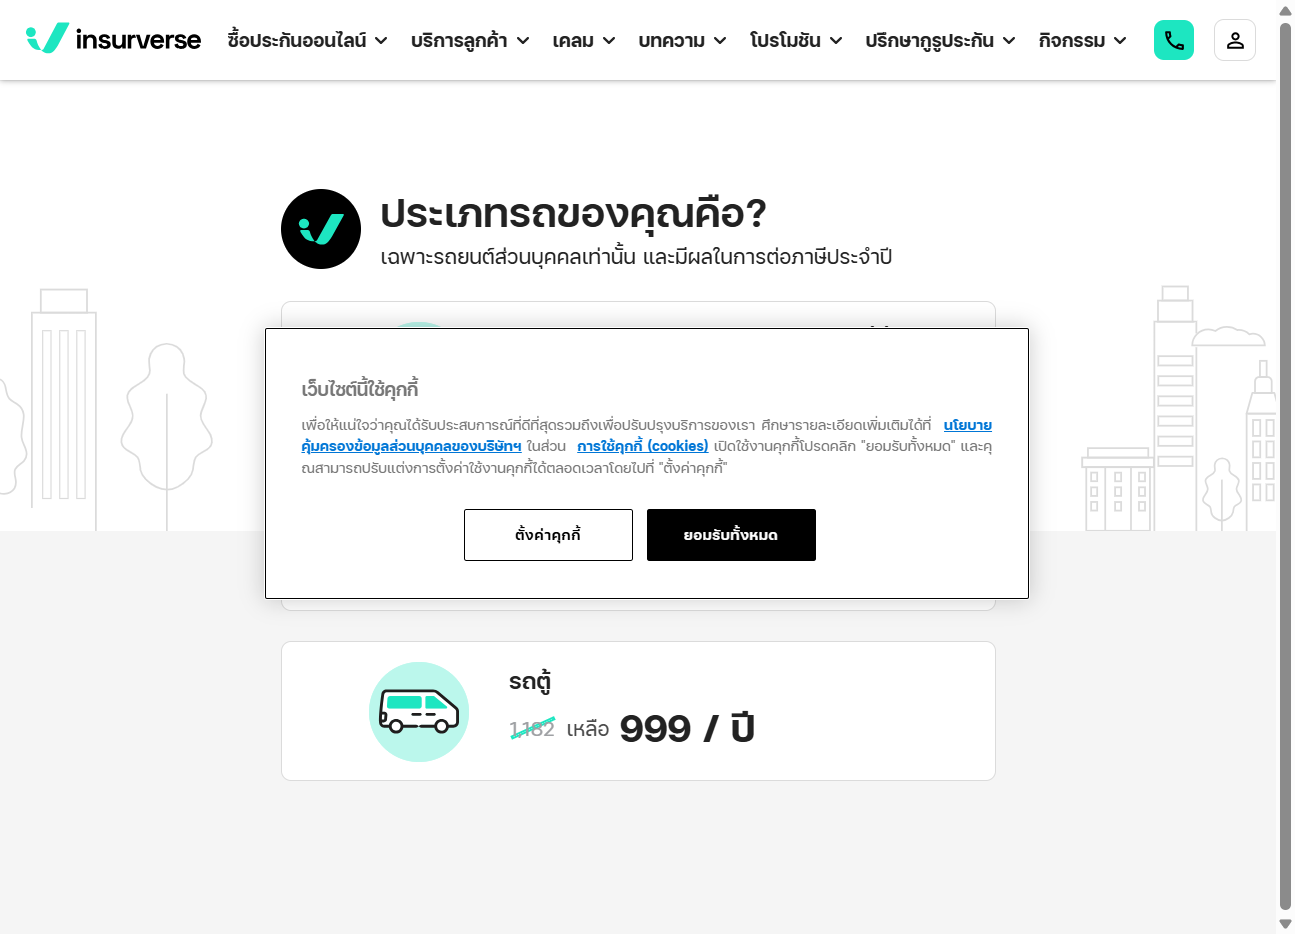 insurverse
ซื้อประกันออนไลน์ บริการลูกค้า เคลม บทความ โปรโมชัน ปรึกษากูรูประกัน กิจกรรม
ประเภทรถของคุณคือ?
เฉพาะรถยนต์ส่วนบุคคลเท่านั้น และมีผลในการต่อภาษีประจำปี
เว็บไซต์นี้ใช้คุกกี้
เพื่อให้แน่ใจว่าคุณได้รับประสบการณ์ที่ดีที่สุดรวมถึงเพื่อปรับปรุงบริการของเรา ศึกษารายละเอียดเพิ่มเติมได้ที่ นโยบาย
คุ้มครองข้อมูลส่วนบุคคลของบริษัทฯ ในส่วน การใช้คุกกี้ (cookies) เปิดใช้งานคุกกี้โปรดคลิก "ยอมรับทั้งหมด" และคุ
ณสามารถปรับแต่งการตั้งค่าใช้งานคุกกี้ได้ตลอดเวลาโดยไปที่ "ตั้งค่าคุกกี้"
ตั้งค่าคุกกี้ ยอมรับทั้งหมด
รถตู้
1,182 เหลือ 999 / ปี